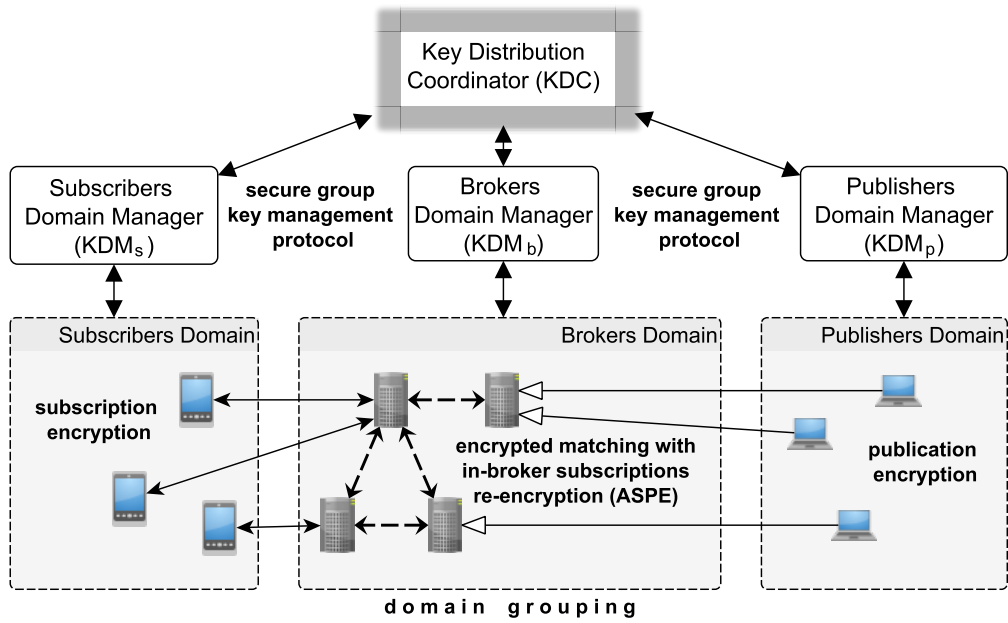 Key Distribution
Coordinator (KDC)
Subscribers
Domain Manager
(KDMs)
secure group
key management
protocol
Brokers
Domain Manager
(KDM b)
secure group
key management
protocol
Publishers
Domain Manager
(KDMp)
Subscribers Domain
Brokers Domain
Publishers Domain
subscription
encryption
encrypted matching with
in-broker subscriptions
re-encryption (ASPE)
publication
encryption
domain grouping